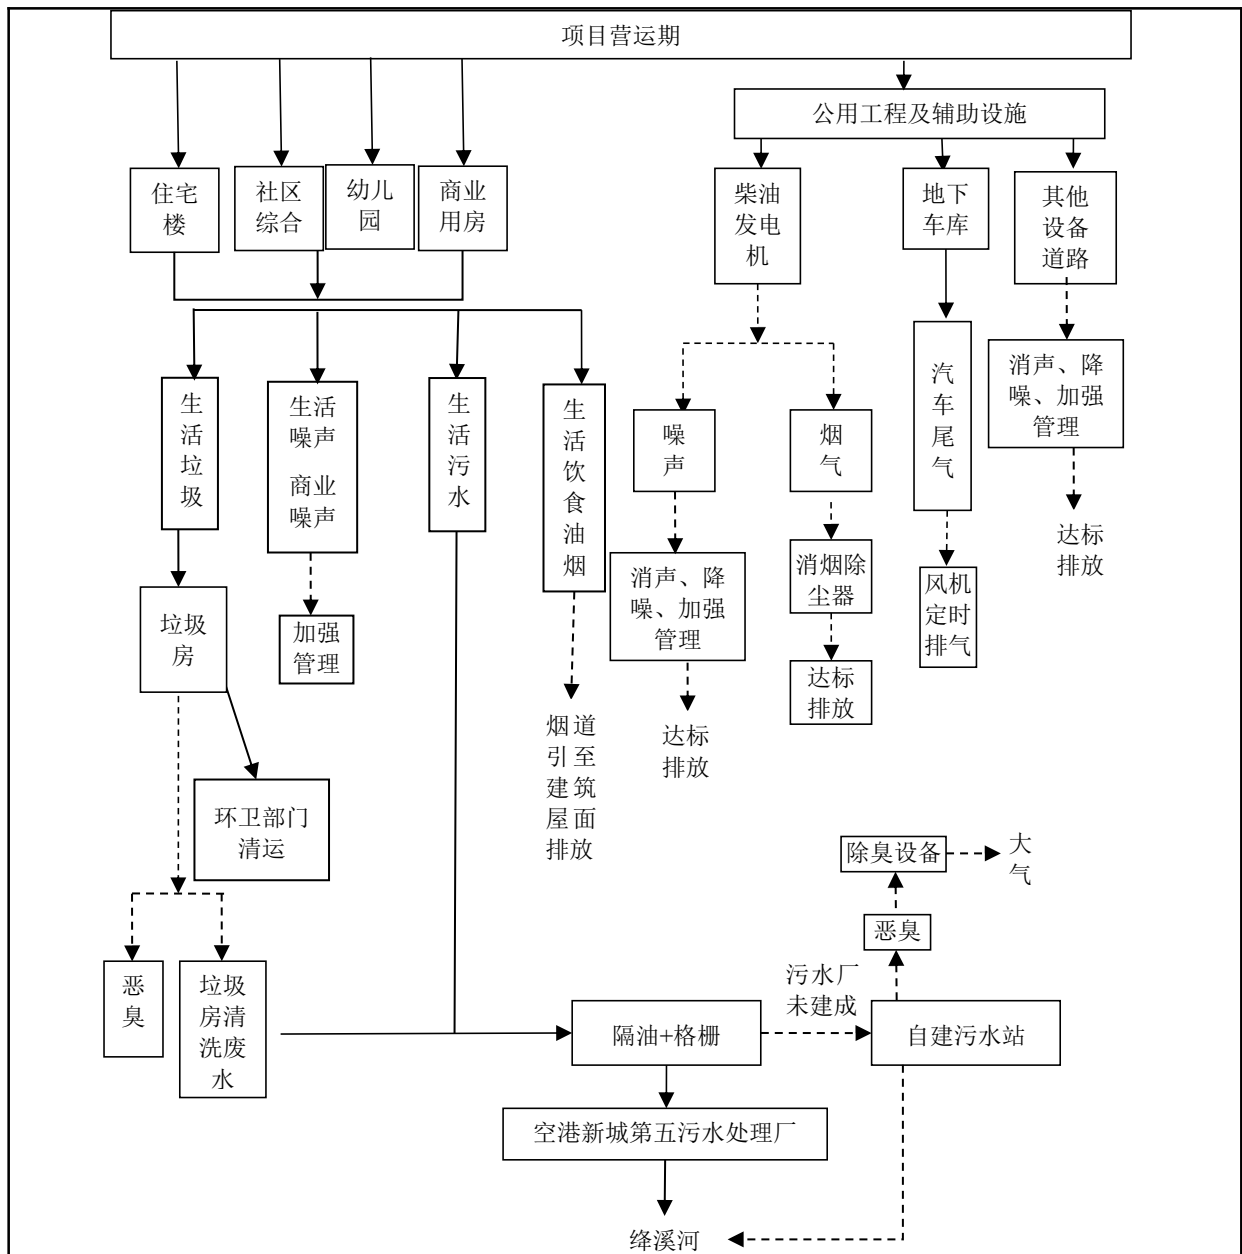 项目营运期
公用工程及辅助设施
住宅
楼
社区
综合
幼儿
园
商业
用房
柴油
发电
机
地下
车库
其他
设备
道路
生
活
垃
圾
生活
噪声
商业
噪声
生
活
污
水
生
活
饮
食
油
烟
噪
声
烟
气
汽
车
尾
气
消声、降
噪、加强
管理
达标
排放
垃圾
房
加强
管理
消声、降
噪、加强
管理
消烟除
尘器
风机
定时
排气
达标
排放
烟道
引至
建筑
屋面
排放
达标
排放
环卫部门
清运
除臭设备
大
气
恶臭
恶
臭
垃圾
房清
洗废
水
污水厂
未建成
隔油+格栅
自建污水站
空港新城第五污水处理厂
绛溪河